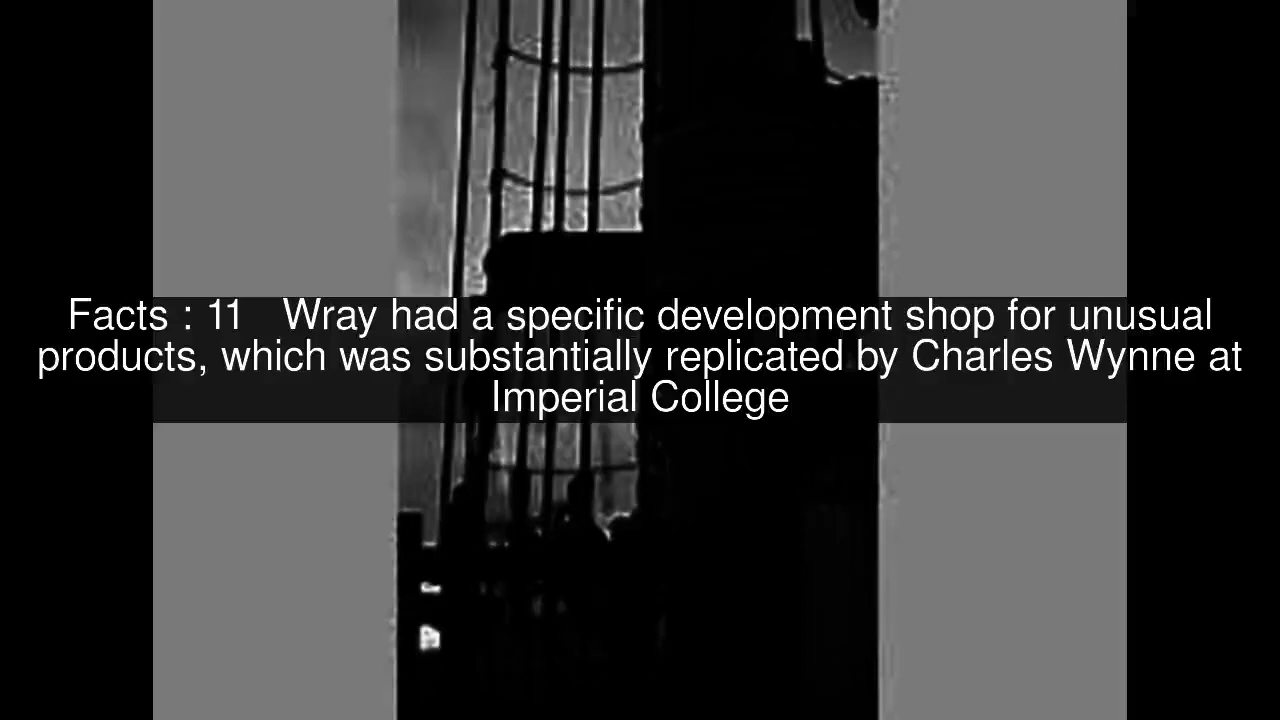 Facts : 11 Wray had a specific development shop for unusual
products, which was substantially replicated by Charles Wynne at
Imperial College